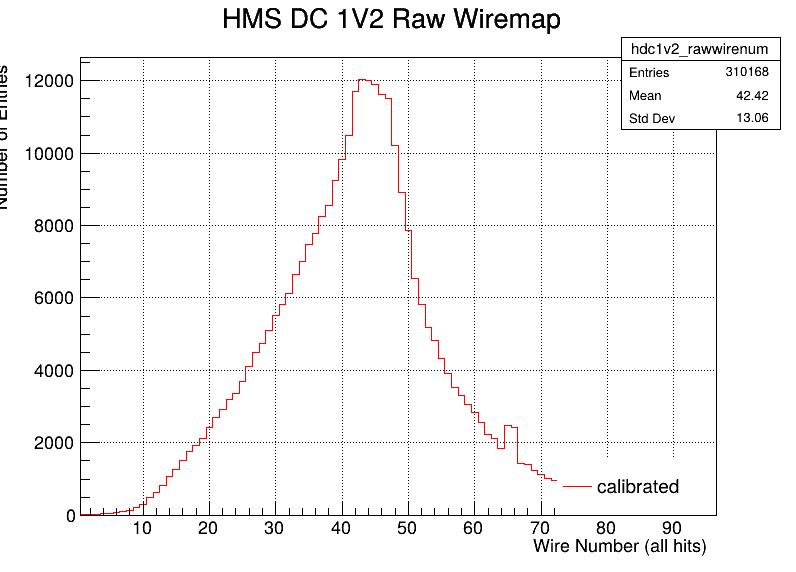 HMS DC 1V2 Raw Wiremap
hdc1v2_rawwirenum
Entries 310168
Mean 42.42
Std Dev 13.06
Number of Entries
12000
10000
8000
6000
4000
2000
0
calibrated
10 20 30 40 50 60 70 80 90
Wire Number (all hits)